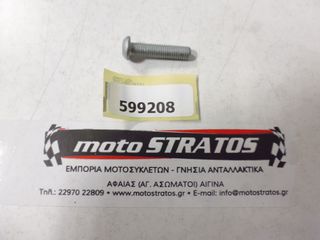 599208
moto STRATOS
ΕΜΠΟΡΙΑ ΜΟΤΟΣΥΚΛΕΤΩΝ - ΓΝΗΣΙΑ ΑΝΤΑΛΛΑΚΤΙΚΑ
ΑΦΑΙΑΣ (ΑΓ. ΑΣΩΜΑΤΟΙ) ΑΙΓΙΝΑ
Τηλ.: 22970 22809 • www.motostratos.gr • E-mail: info@motostratos.gr